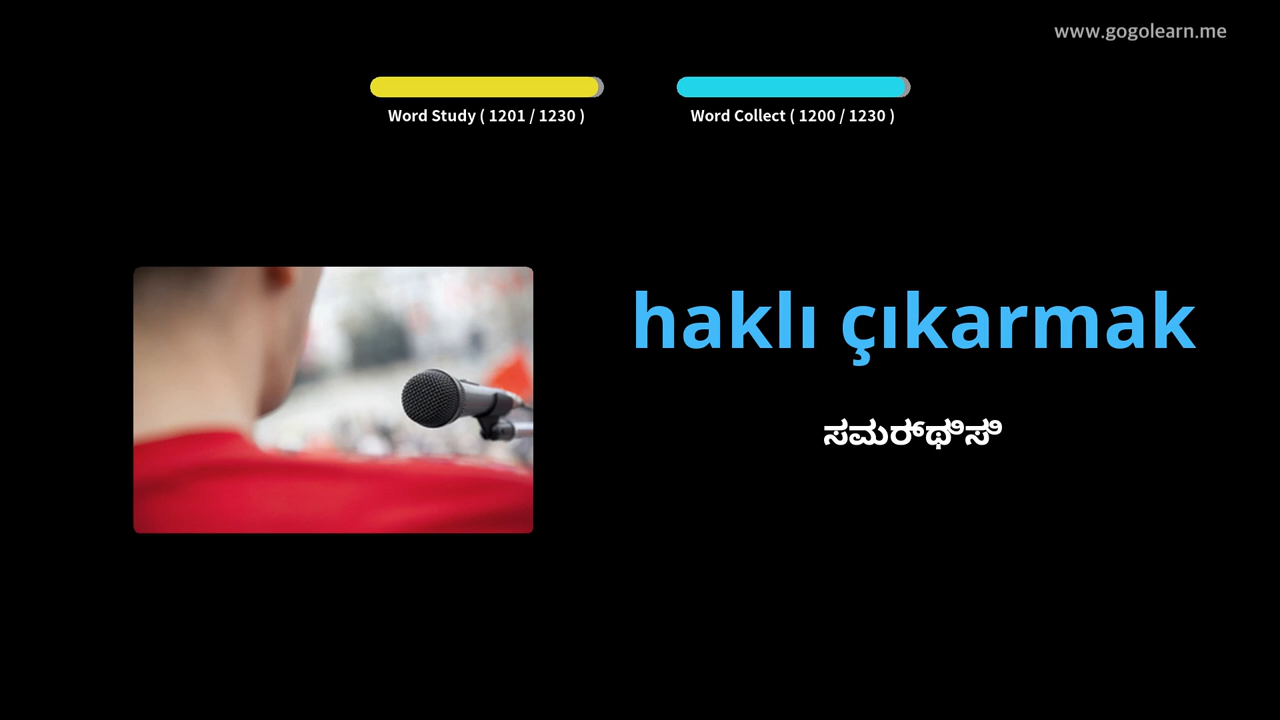 www.gogolearn.me
Word Study ( 1201 / 1230 )
Word Collect ( 1200 / 1230 )
haklı çıkarmak
ಸಮರ್ಥಿಸಿ